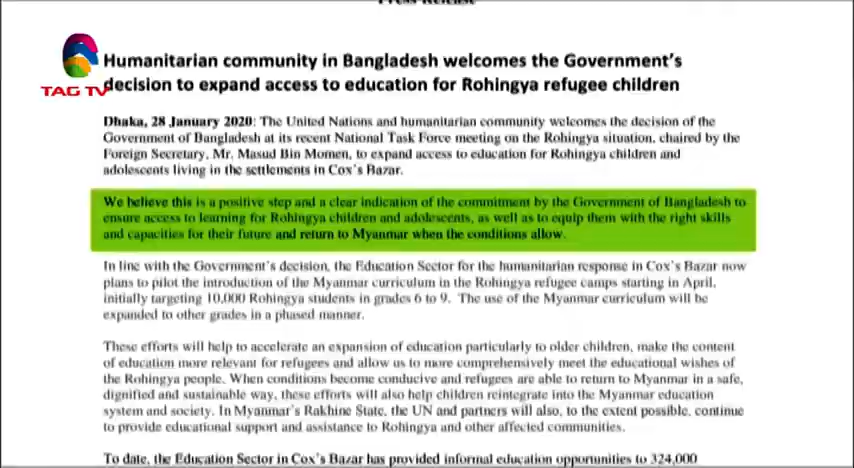 Press Release
Humanitarian community in Bangladesh welcomes the Government's
TAG TV
decision to expand access to education for Rohingya refugee children
Dhaka, 28 January 2020: The United Nations and humanitarian community welcomes the decision of the
Government of Bangladesh at its recent National Task Force meeting on the Rohingya situation, chaired by the
Foreign Secretary, Mr. Masud Bin Momen, to expand access to education for Rohingya children and
adolescents living in the settlements in Cox's Bazar.
We believe this is a positive step and a clear indication of the commitment by the Government of Bangladesh to
ensure access to learning for Rohingya children and adolescents, as well as to equip them with the right skills
and capacities for their future and return to Myanmar when the conditions allow.
In line with the Government's decision, the Education Sector for the humanitarian response in Cox's Bazar now
plans to pilot the introduction of the Myanmar curriculum in the Rohingya refugee camps starting in April,
initially targeting 10,000 Rohingya students in grades 6 to 9. The use of the Myanmar curriculum will be
expanded to other grades in a phased manner.
These efforts will help to accelerate an expansion of education particularly to older children, make the content
of education more relevant for refugees and allow us to more comprehensively meet the educational wishes of
the Rohingya people. When conditions become conducive and refugees are able to return to Myanmar in a safe,
dignified and sustainable way, these efforts will also help children reintegrate into the Myanmar education
system and society. In Myanmar's Rakhine State, the UN and partners will also, to the extent possible, continue
to provide educational support and assistance to Rohingya and other affected communities.
To date, the Education Sector in Cox's Bazar has provided informal education opportunities to 324,000